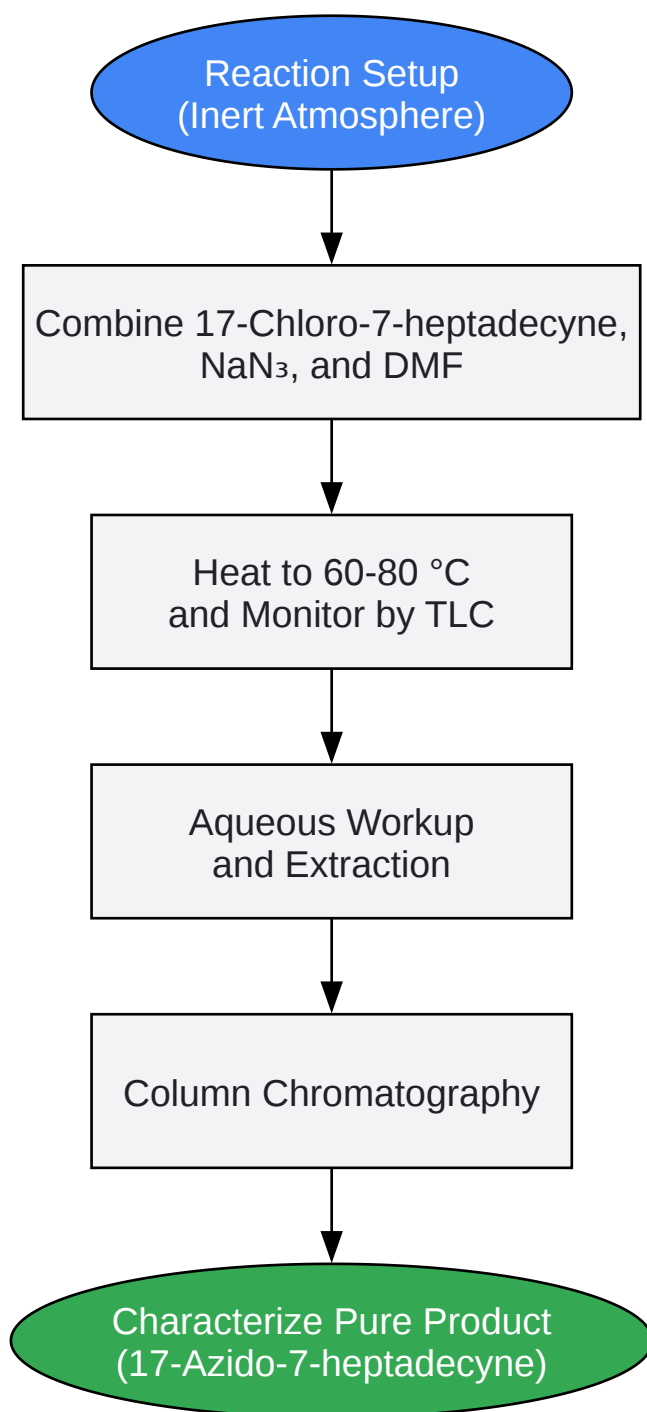 Reaction Setup
(Inert Atmosphere)
Combine 17-Chloro-7-heptadecyne,
NaN₃, and DMF
Heat to 60-80 °C
and Monitor by TLC
Aqueous Workup
and Extraction
Column Chromatography
Characterize Pure Product
(17-Azido-7-heptadecyne)